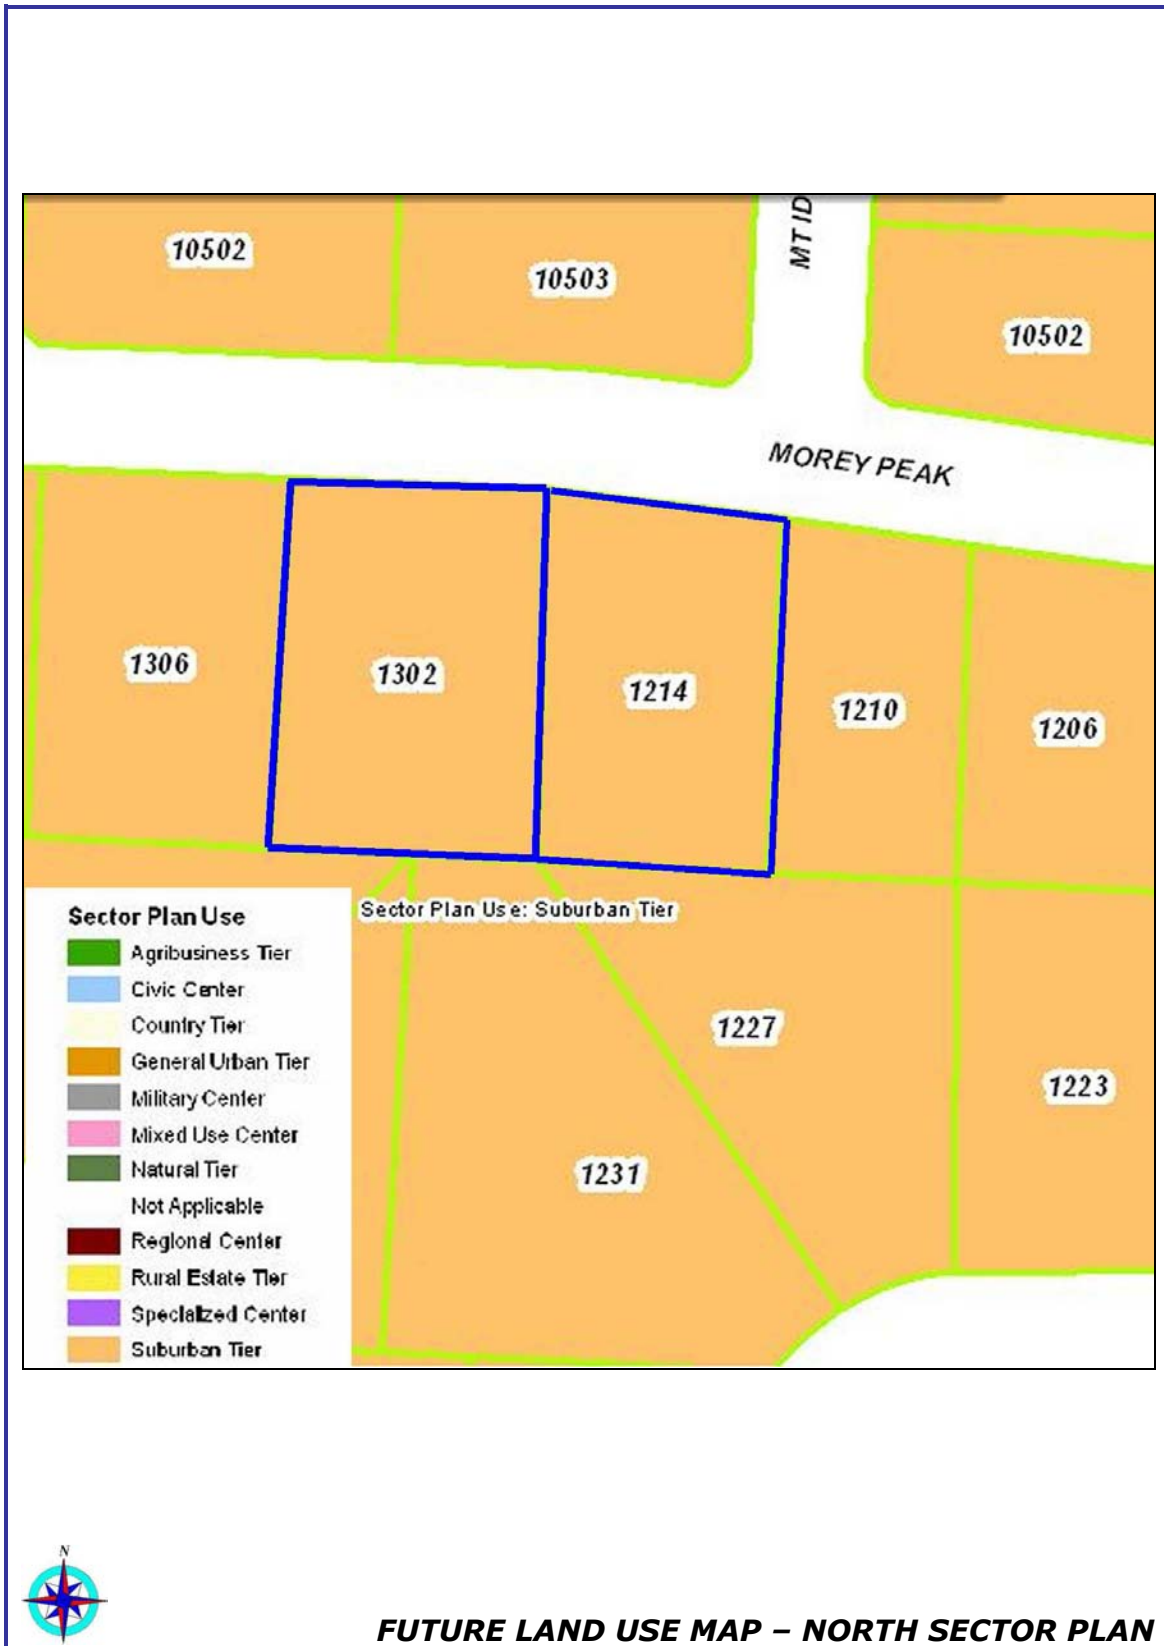 MT ID
10502
10503
10502
MOREY PEAK
1306
1302
1214
1210
1206
Sector Plan Use: Suburban Tier
Sector Plan Use
Agribusiness Tier
Civic Center
Country Tier
General Urban Tier
Military Center
Mixed Use Center
Natural Tier
Not Applicable
Regional Center
Rural Estate Tier
Specialized Center
Suburban Tier
1227
1223
1231
N
FUTURE LAND USE MAP – NORTH SECTOR PLAN